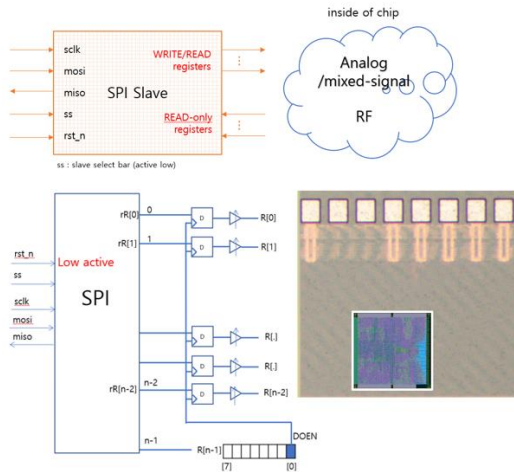 inside of chip
sclk
mosi
miso
ss
rst_n
SPI Slave
WRITE/READ
registers
READ-only
registers
ss : slave select bar (active low)
Analog
/mixed-signal
RF
rst_n
ss
sclk
mosi
miso
Low active
SPI
rR[0]
0
D
R[0]
rR[1]
1
D
R[1]
D
R[.]
D
R[.]
rR[n-2]
n-2
D
R[n-2]
DOEN
n-1
R[n-1]
[7]
[0]